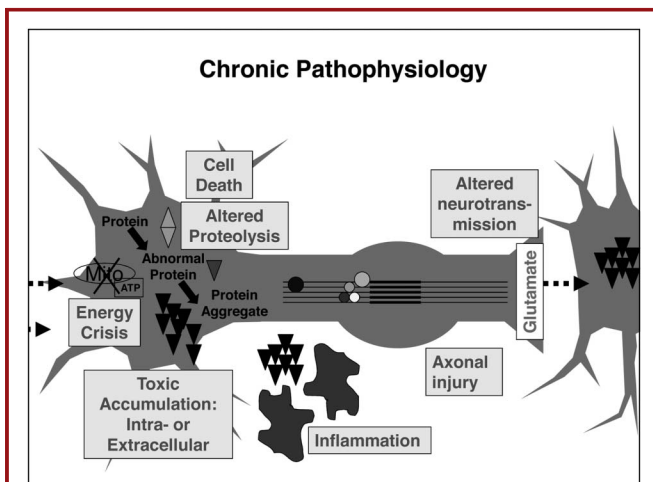 Chronic Pathophysiology
Cell
Death
Altered
Proteolysis
Protein
Abnormal
Protein
Mito
ATP
Protein
Aggregate
Energy
Crisis
Toxic
Accumulation:
Intra- or
Extracellular
Inflammation
Axonal
injury
Altered
neurotrans-
mission
Glutamate